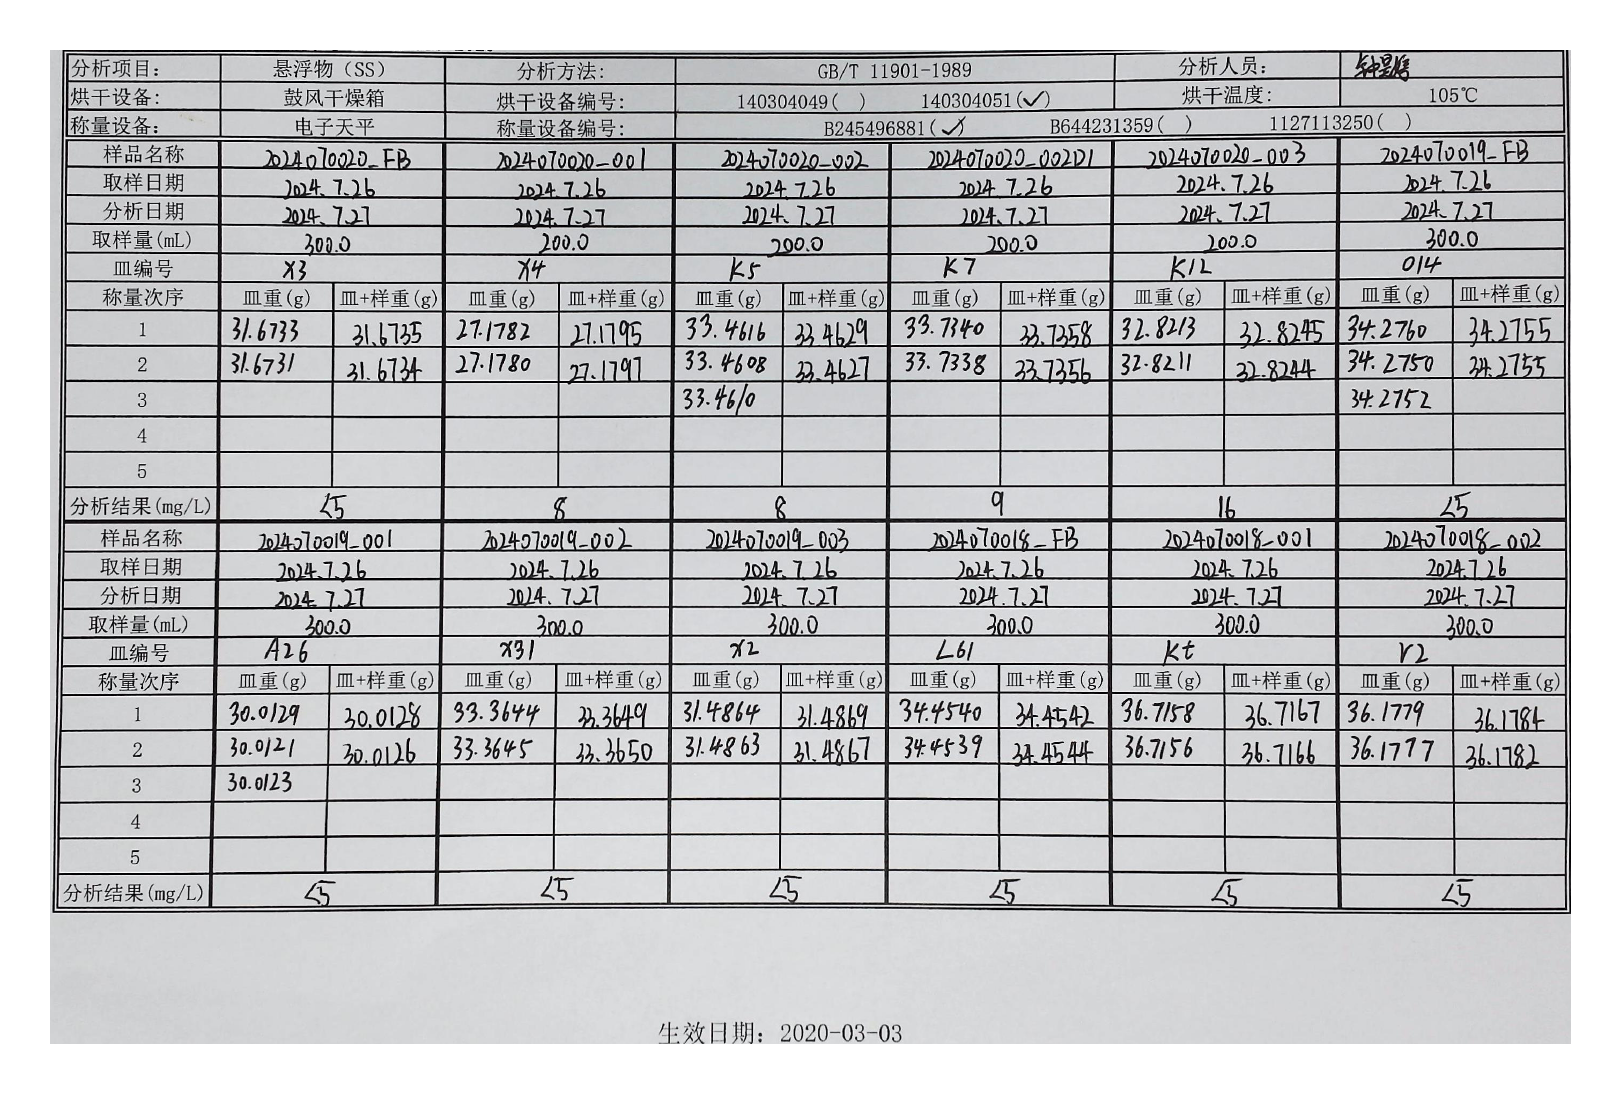 分析项目: 悬浮物（SS） 分析方法: GB/T 11901-1989 分析人员:
烘干设备: 鼓风干燥箱 烘干设备编号: 140304049( ) 140304051(✓) 烘干温度: 105℃
称量设备: 电子天平 称量设备编号: B245496881(✓) B644231359( ) 1127113250( )
样品名称 2024070020_FB 2024070020_001 2024070020_002 2024070020_002D1 2024070020_003 2024070019_FB
取样日期 2024.7.26 2024.7.26 2024.7.26 2024.7.26 2024.7.26 2024.7.26
分析日期 2024.7.27 2024.7.27 2024.7.27 2024.7.27 2024.7.27 2024.7.27
取样量(mL) 300.0 200.0 200.0 200.0 200.0 300.0
皿编号 X3 X4 K5 K7 K12 014
称量次序 皿重(g) 皿+样重(g) 皿重(g) 皿+样重(g) 皿重(g) 皿+样重(g) 皿重(g) 皿+样重(g) 皿重(g) 皿+样重(g) 皿重(g) 皿+样重(g)
1 31.6733 31.6735 27.1782 27.1795 33.4616 33.4629 33.7340 33.7358 32.8213 32.8245 34.2760 34.2755
2 31.6731 31.6734 27.1780 27.1797 33.4608 33.4627 33.7338 33.7356 32.8211 32.8244 34.2750 34.2755
3 33.4610 34.2752
4
5
分析结果(mg/L) <5 8 8 9 16 <5
样品名称 2024070019_001 2024070019_002 2024070019_003 2024070018_FB 2024070018_001 2024070018_002
取样日期 2024.7.26 2024.7.26 2024.7.26 2024.7.26 2024.7.26 2024.7.26
分析日期 2024.7.27 2024.7.27 2024.7.27 2024.7.27 2024.7.27 2024.7.27
取样量(mL) 300.0 300.0 300.0 300.0 300.0 300.0
皿编号 A26 X31 X2 L61 Kt V2
称量次序 皿重(g) 皿+样重(g) 皿重(g) 皿+样重(g) 皿重(g) 皿+样重(g) 皿重(g) 皿+样重(g) 皿重(g) 皿+样重(g) 皿重(g) 皿+样重(g)
1 30.0129 30.0128 33.3644 33.3649 31.4864 31.4869 34.4540 34.4542 36.7158 36.7167 36.1779 36.1784
2 30.0121 30.0126 33.3645 33.3650 31.4863 31.4867 34.4539 34.4544 36.7156 36.7166 36.1777 36.1782
3 30.0123
4
5
分析结果(mg/L) <5 <5 <5 <5 <5 <5
生效日期: 2020-03-03